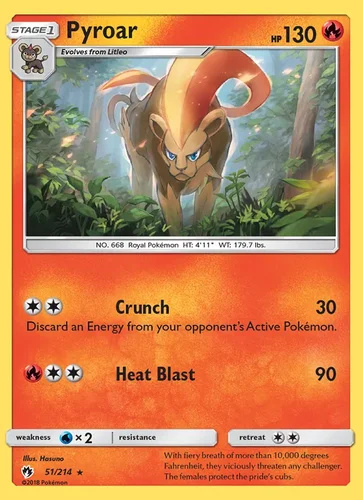 STAGE 1 Pyroar HP 130
Evolves from Litleo
NO. 668 Royal Pokémon HT: 4'11" WT: 179.7 lbs.
Crunch 30
Discard an Energy from your opponent's Active Pokémon.
Heat Blast 90
weakness ×2 resistance retreat
Illus. Hasuno
51/214
©2018 Pokémon
With fiery breath of more than 10,000 degrees
Fahrenheit, they viciously threaten any challenger.
The females protect the pride's cubs.